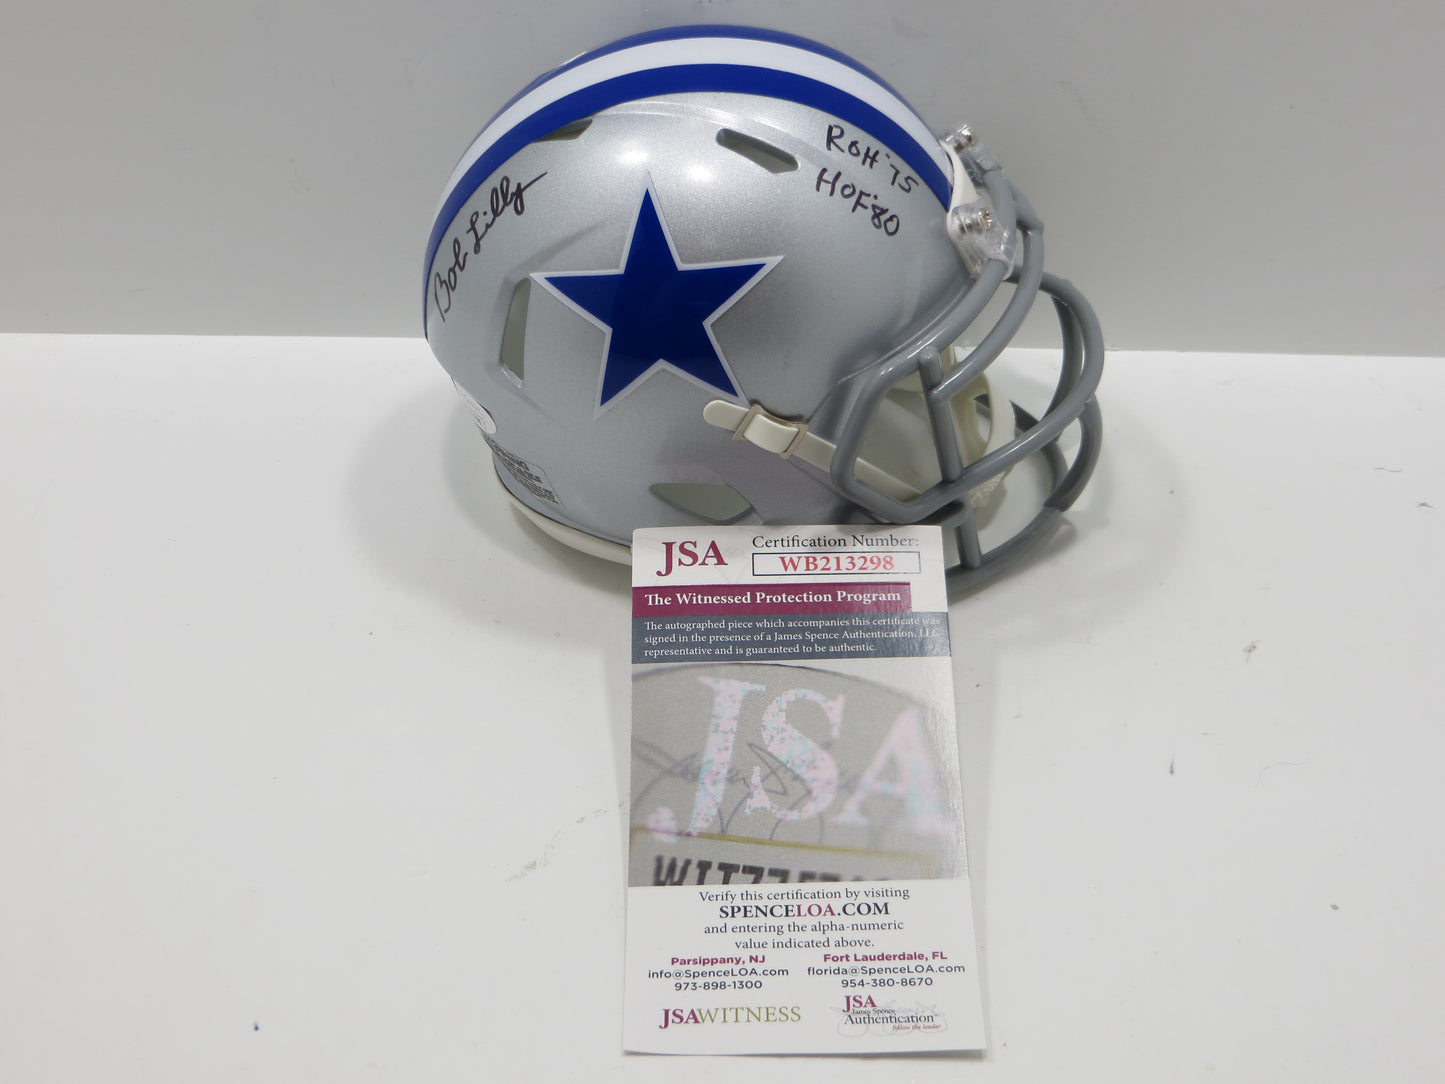 Bob Lilly
ROH '75
HOF '80
JSA
Certification Number:
WB213298
The Witnessed Protection Program
The autographed piece which accompanies this certificate was
signed in the presence of a James Spence Authentication, LLC
representative and is guaranteed to be authentic.
JSA
Verify this certification by visiting
SPENCELOA.COM
and entering the alpha-numeric
value indicated above.
Parsippany, NJ
info@SpenceLOA.com
973-898-1300
Fort Lauderdale, FL
florida@SpenceLOA.com
954-380-8670
JSAWITNESS
JSA
James Spence
Authentication
follow the leader